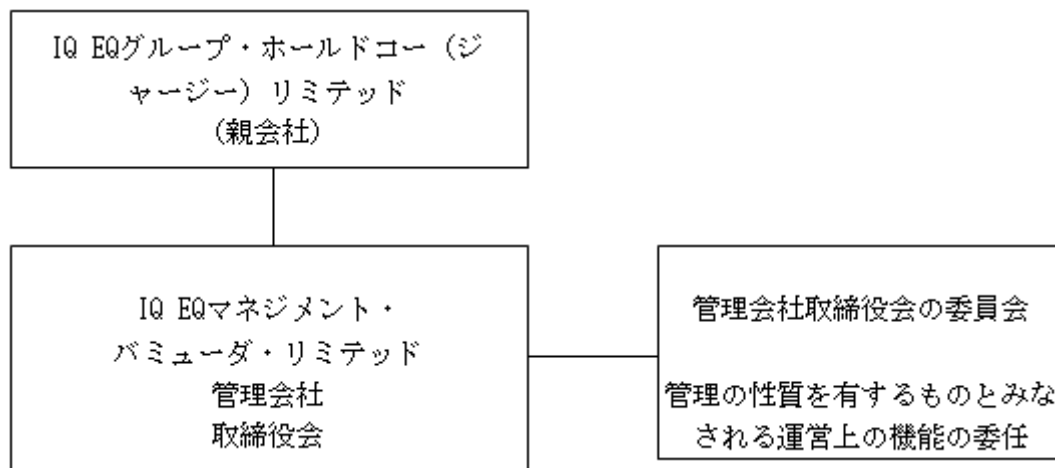 IQ EQグループ・ホールドコー（ジ
ャージー）リミテッド
(親会社)
IQ EQマネジメント・
バミューダ・リミテッド
管理会社
取締役会
管理会社取締役会の委員会
管理の性質を有するものとみな
される運営上の機能の委任